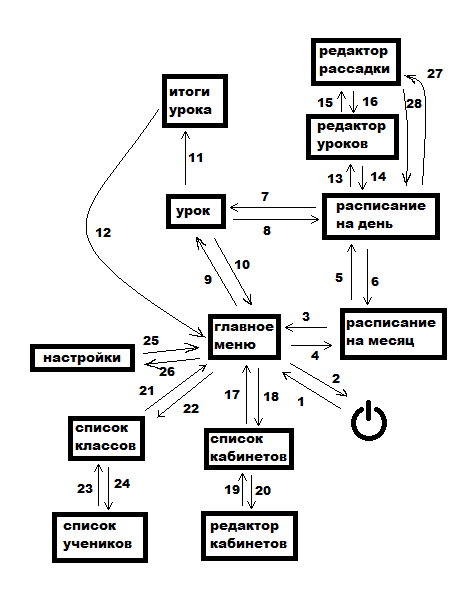 редактор
рассадки
27
итоги
урока
15 16
28
редактор
уроков
11
13 14
7
урок
расписание
на день
8
12
10
9
5 6
3
главное
меню
расписание
на месяц
4
25
настройки
26
2
21
22
17 18
1
список
классов
список
кабинетов
23 24
19 20
список
учеников
редактор
кабинетов